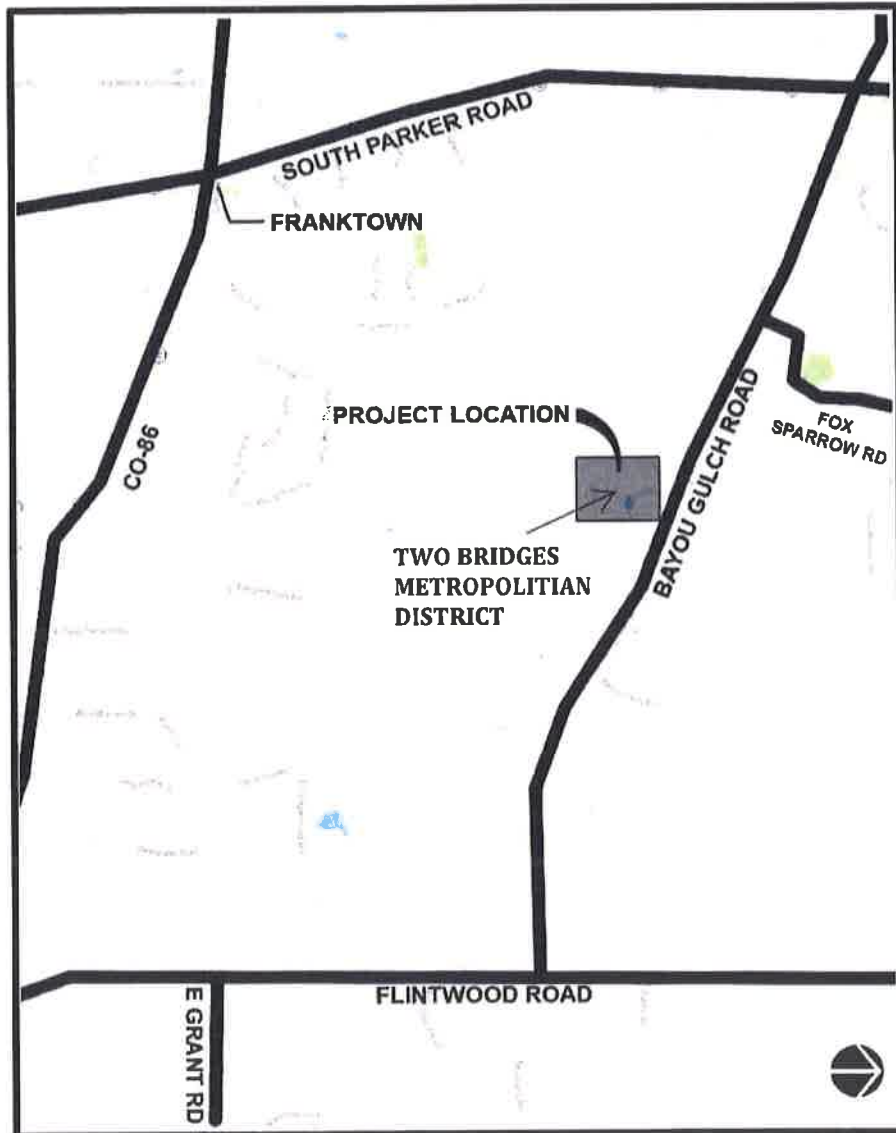 SOUTH PARKER ROAD
FRANKTOWN
CO-86
PROJECT LOCATION
BAYOU GULCH ROAD
FOX
SPARROW RD
TWO BRIDGES
METROPOLITIAN
DISTRICT
FLINTWOOD ROAD
E GRANT RD